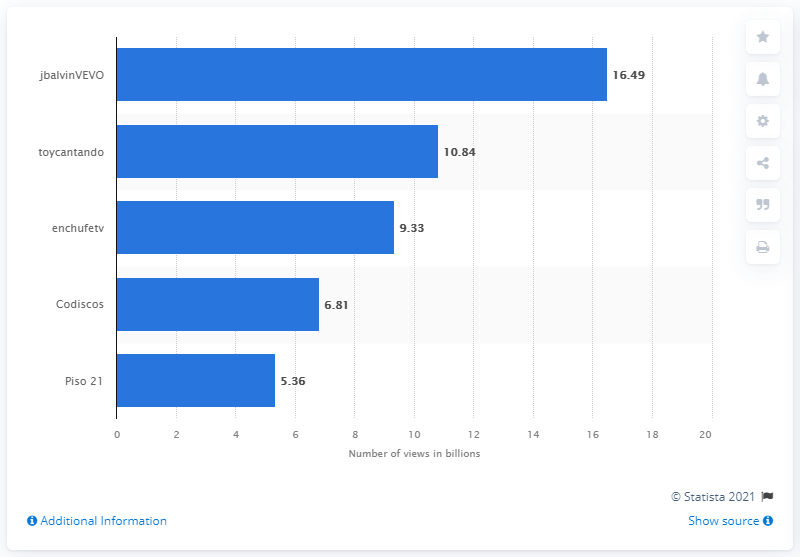 jbalvinVEVO 16.49
toycantando 10.84
enchufetv 9.33
Codiscos 6.81
Piso 21 5.36
0 2 4 6 8 10 12 14 16 18 20
Number of views in billions
© Statista 2021
Additional Information
Show source